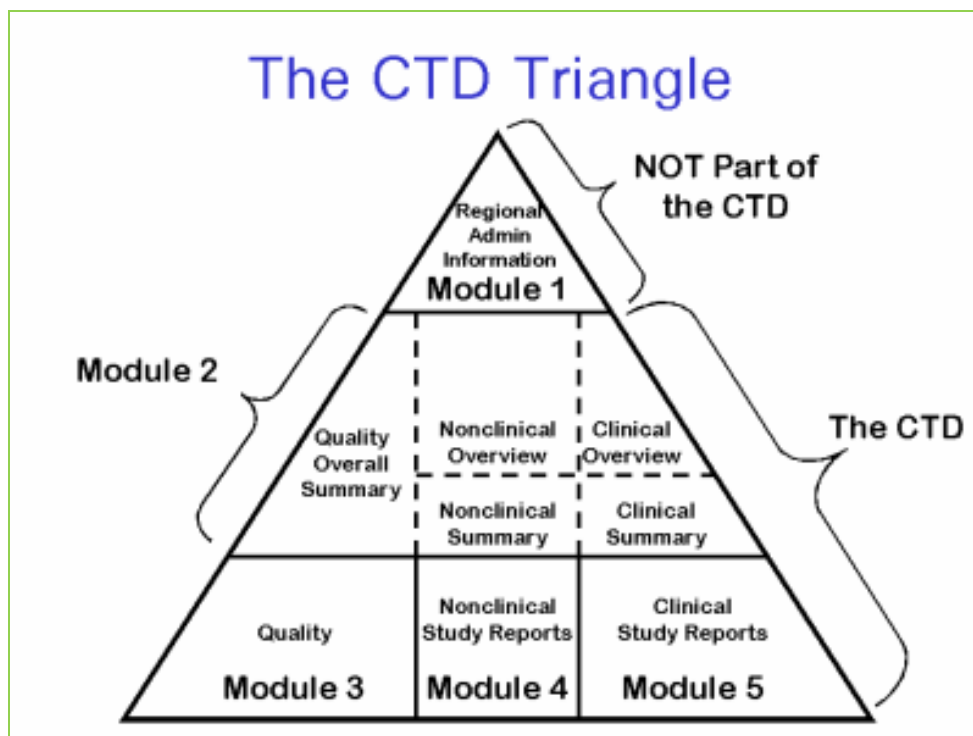 The CTD Triangle
NOT Part of
the CTD
Regional
Admin
Information
Module 1
Module 2
The CTD
Quality
Overall
Summary
Nonclinical
Overview
Clinical
Overview
Nonclinical
Summary
Clinical
Summary
Quality
Module 3
Nonclinical
Study Reports
Module 4
Clinical
Study Reports
Module 5